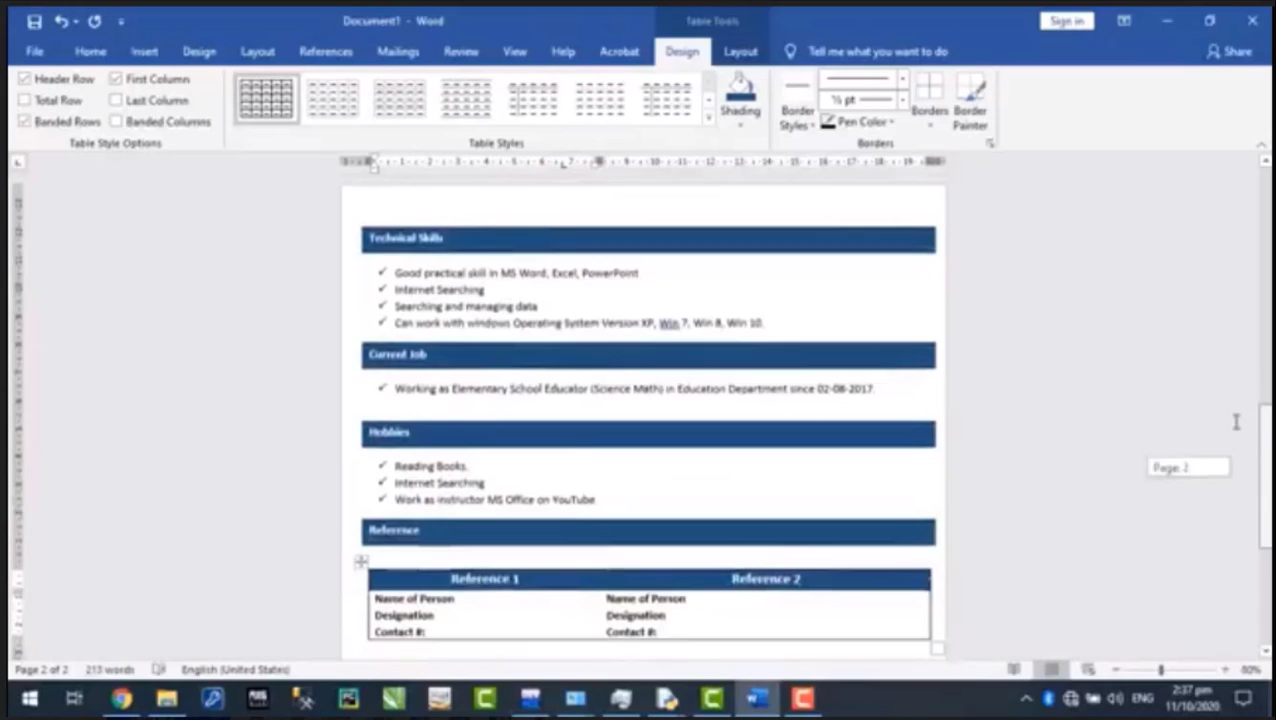 Document1 - Word
Table Tools
Sign in
File Home Insert Design Layout References Mailings Review View Help Acrobat Design Layout Tell me what you want to do Share
Header Row First Column
Total Row Last Column
Banded Rows Banded Columns
Table Style Options
Table Styles
Shading
Border Styles
½ pt
Pen Color
Borders
Border Painter
Borders
Technical Skills
Good practical skill in MS Word, Excel, PowerPoint
Internet Searching
Searching and managing data
Can work with windows Operating System Version XP, Win 7, Win 8, Win 10.
Current Job
Working as Elementary School Educator (Science Math) in Education Department since 02-08-2017.
Hobbies
Reading Books.
Internet Searching
Work as instructor MS Office on YouTube
Reference
Page: 2
Reference 1 Reference 2
Name of Person Name of Person
Designation Designation
Contact #: Contact #:
Page 2 of 2 213 words English (United States) 80%
ENG
2:37 pm
11/10/2020